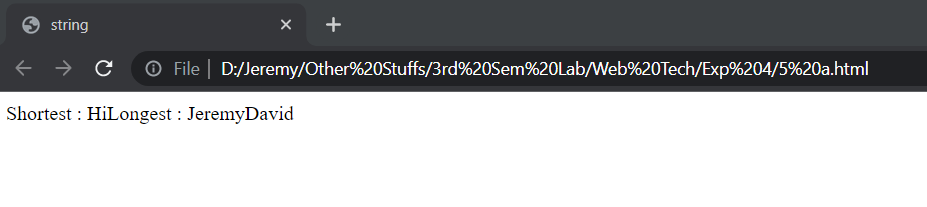 string
File | D:/Jeremy/Other%20Stuffs/3rd%20Sem%20Lab/Web%20Tech/Exp%204/5%20a.html
Shortest : HiLongest : JeremyDavid